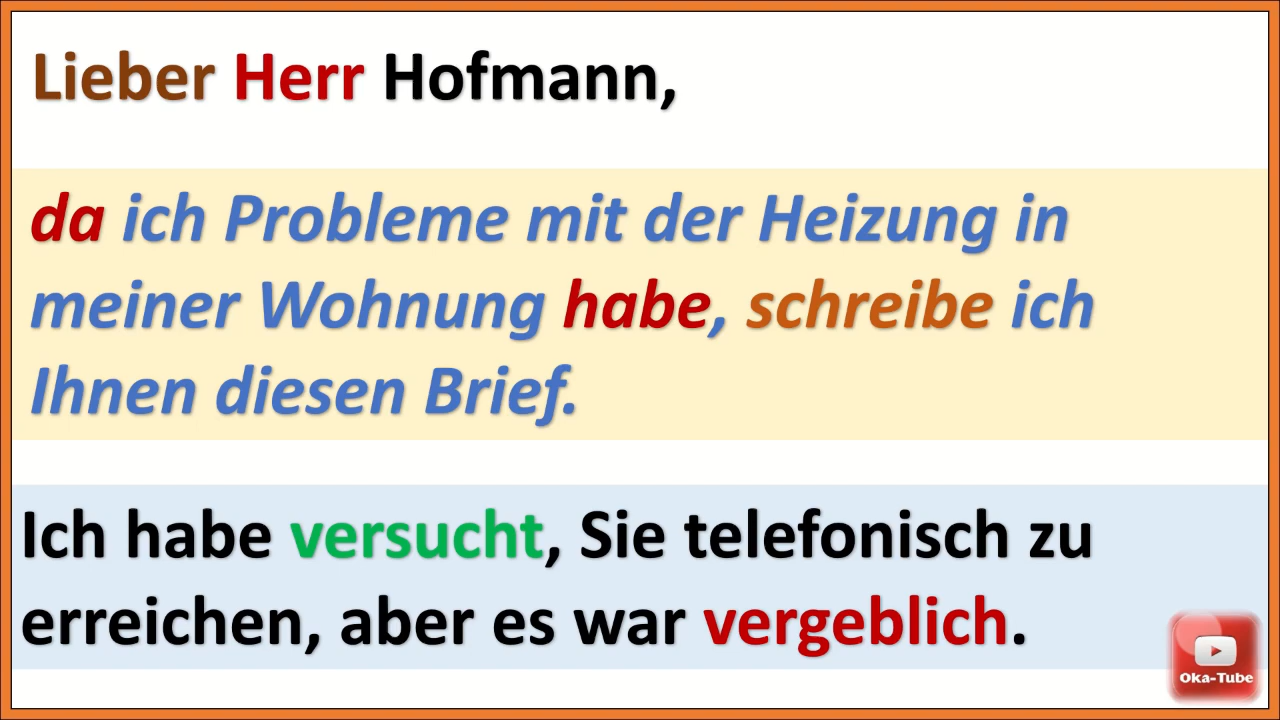 Lieber Herr Hofmann,
da ich Probleme mit der Heizung in
meiner Wohnung habe, schreibe ich
Ihnen diesen Brief.
Ich habe versucht, Sie telefonisch zu
erreichen, aber es war vergeblich.
Oka-Tube